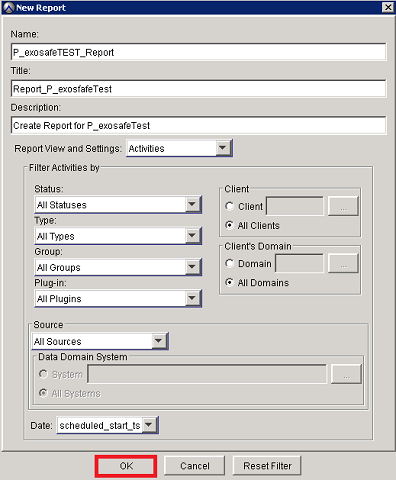 New Report
Name:
P_exosafeTEST_Report
Title:
Report_P_exosfafeTest
Description:
Create Report for P_exosafeTest
Report View and Settings: Activities
Filter Activities by
Status:
All Statuses
Type:
All Types
Group:
All Groups
Plug-in:
All Plugins
Client
Client ...
All Clients
Client's Domain
Domain ...
All Domains
Source
All Sources
Data Domain System
System ...
All Systems
Date: scheduled_start_ts
OK Cancel Reset Filter